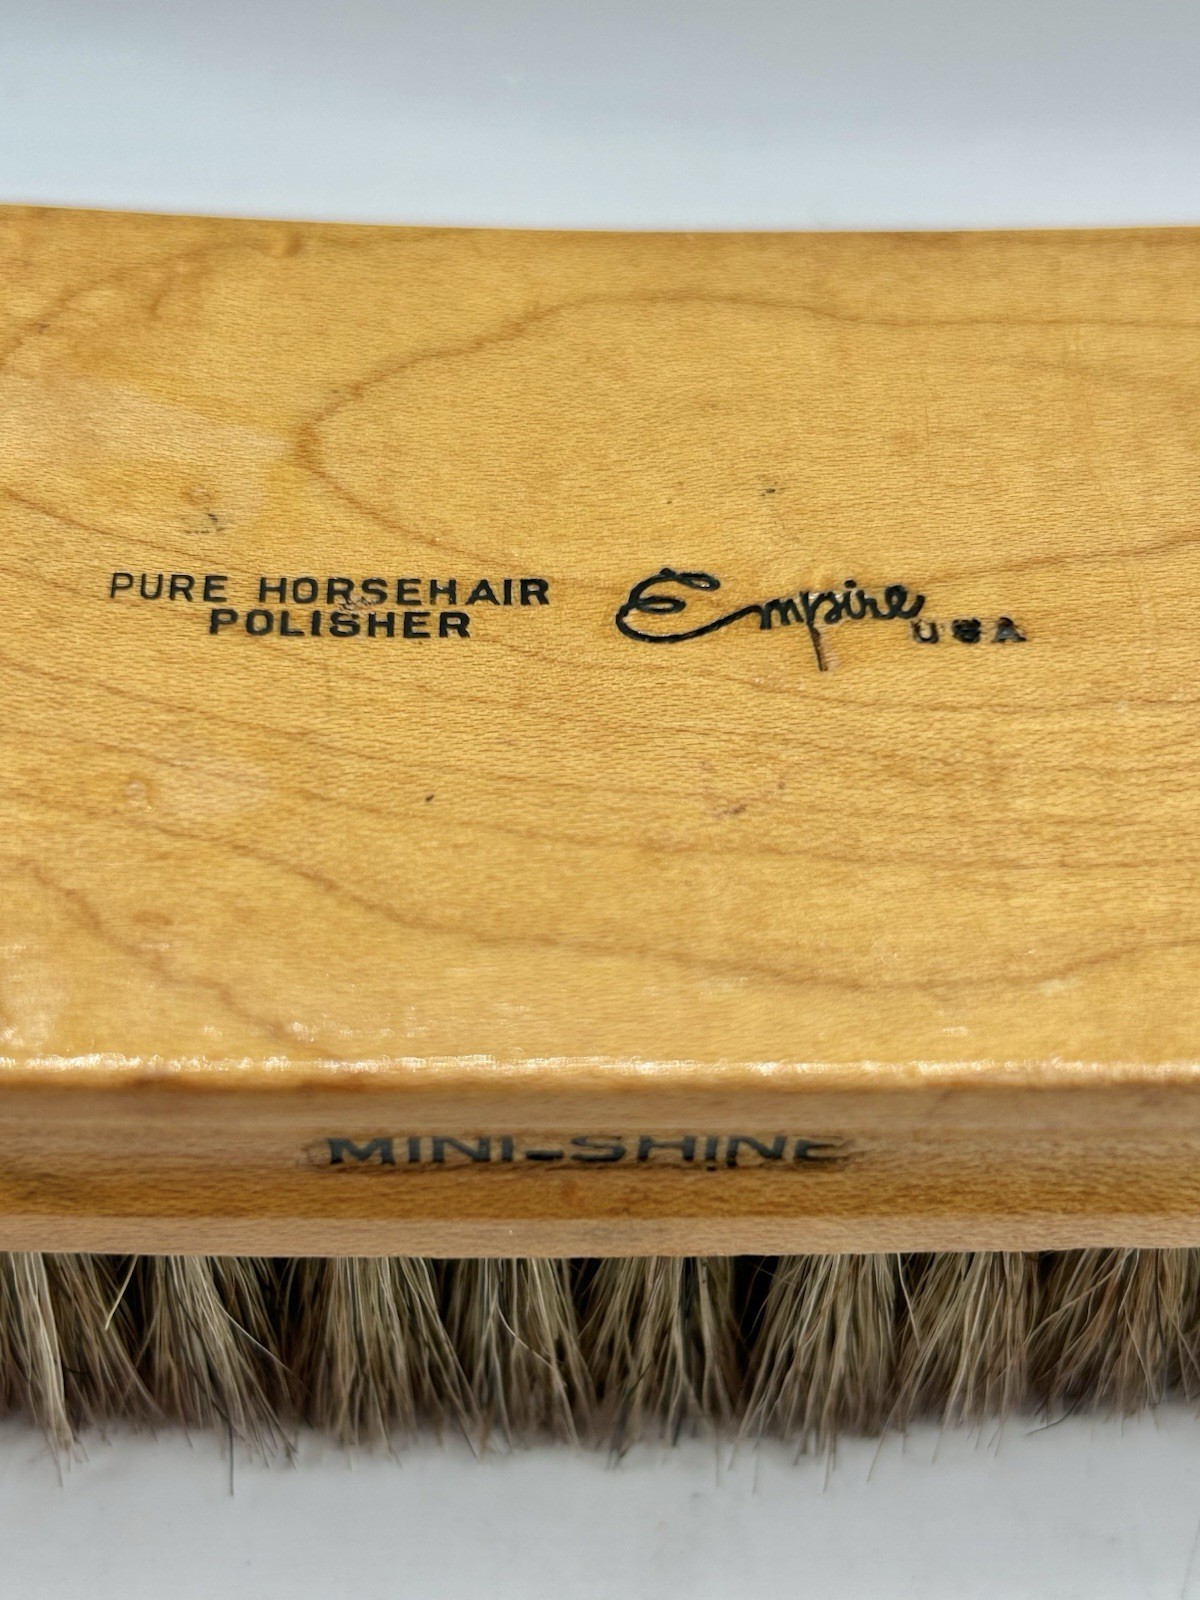 PURE HORSEHAIR
POLISHER
Empire
USA
MINI-SHINE